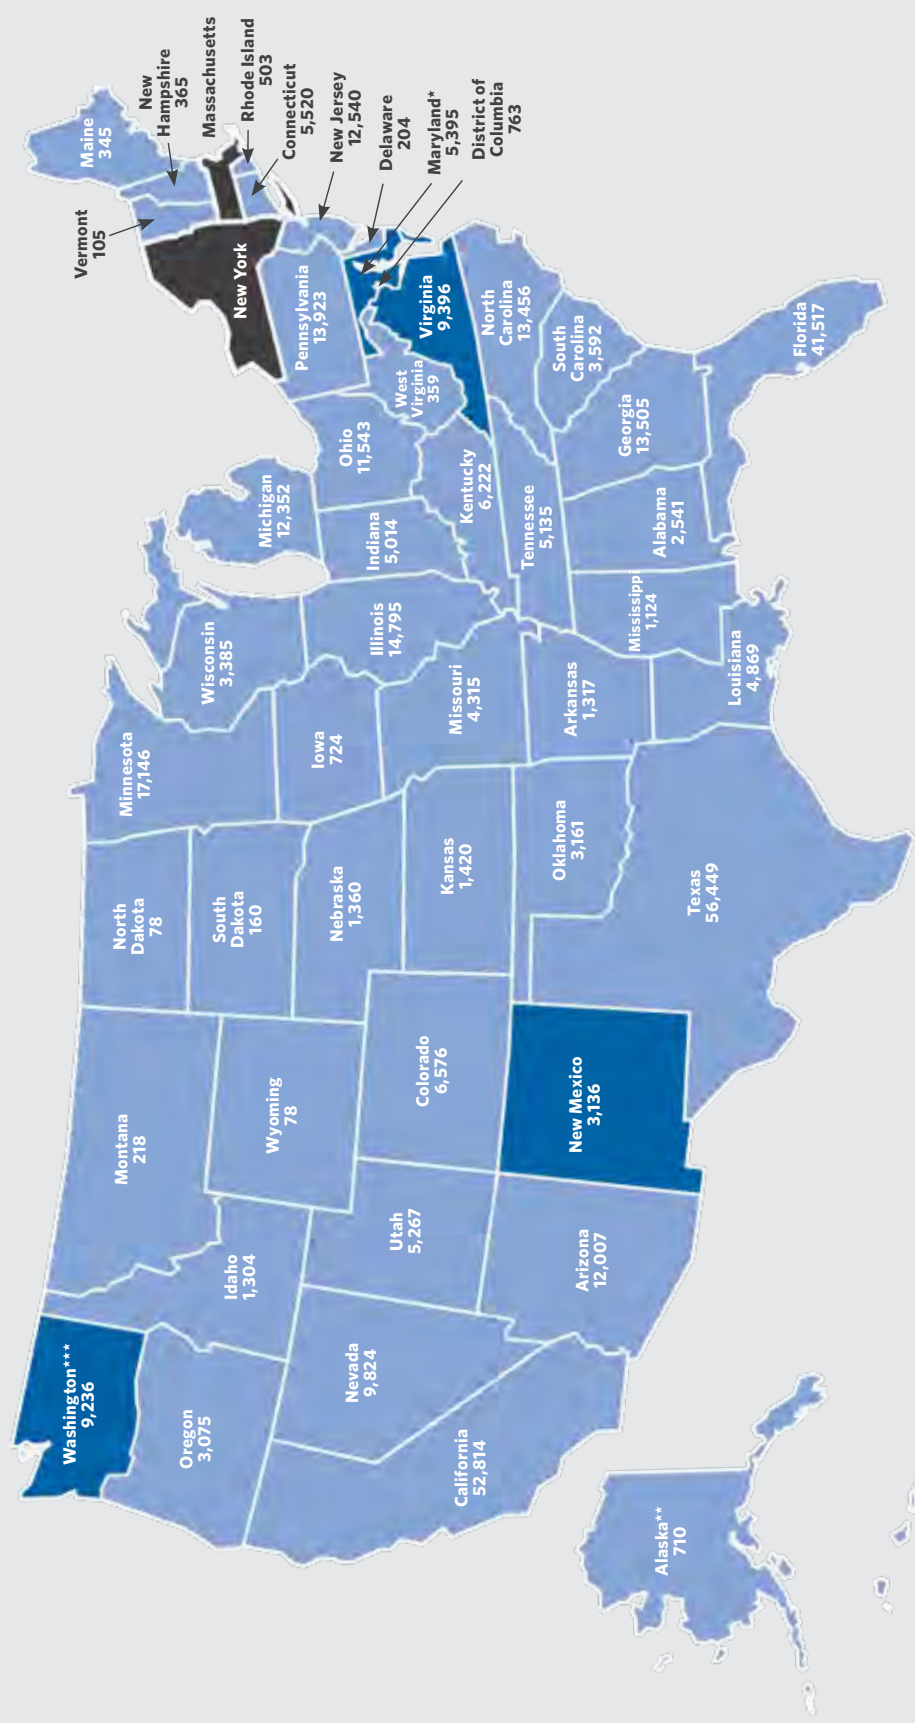 Washington***
9,236
Oregon
3,075
California
52,814
Nevada
9,824
Idaho
1,304
Montana
218
Wyoming
78
Utah
5,267
Colorado
6,576
Arizona
12,007
New Mexico
3,136
North
Dakota
78
South
Dakota
160
Nebraska
1,360
Kansas
1,420
Oklahoma
3,161
Texas
56,449
Minnesota
17,146
Iowa
724
Missouri
4,315
Arkansas
1,317
Louisiana
4,869
Wisconsin
3,385
Illinois
14,795
Michigan
12,352
Indiana
5,014
Ohio
11,543
Kentucky
6,222
Tennessee
5,135
Mississippi
1,124
Alabama
2,541
Georgia
13,505
Florida
41,517
South
Carolina
3,592
North
Carolina
13,456
Virginia
9,396
West
Virginia
359
Pennsylvania
13,923
New York
Vermont
105
Maine
345
New
Hampshire
365
Massachusetts
Rhode Island
503
Connecticut
5,520
New Jersey
12,540
Delaware
204
Maryland*
5,395
District of
Columbia
763
Alaska**
710